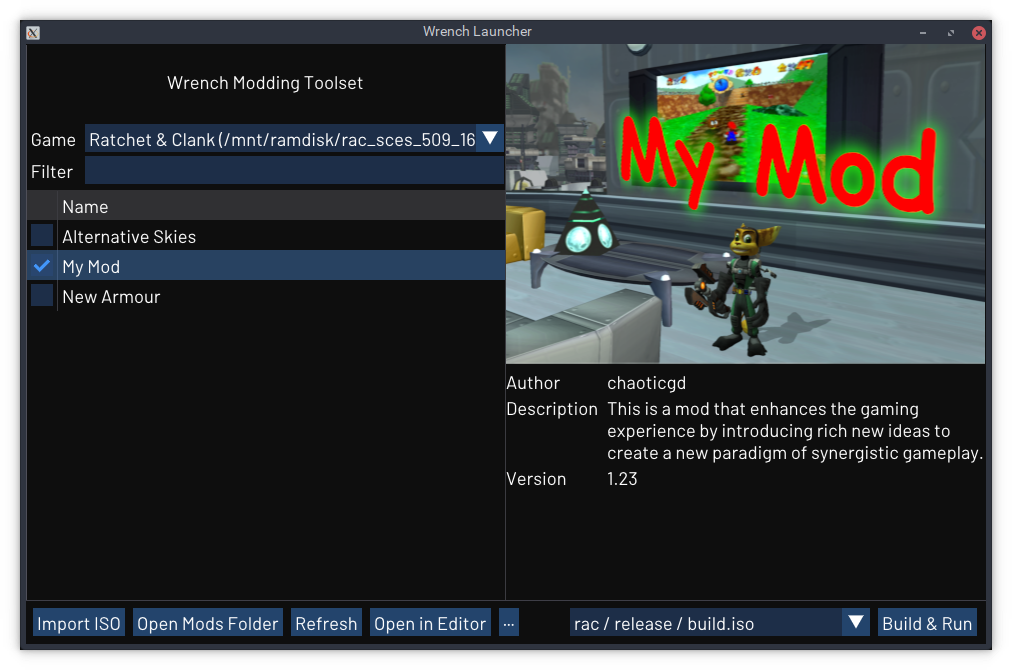 Wrench Launcher
Wrench Modding Toolset
Game Ratchet & Clank (/mnt/ramdisk/rac_sces_509_16
Filter
Name
Alternative Skies
My Mod
New Armour
My Mod
Author chaoticgd
Description This is a mod that enhances the gaming
experience by introducing rich new ideas to
create a new paradigm of synergistic gameplay.
Version 1.23
Import ISO Open Mods Folder Refresh Open in Editor ... rac / release / build.iso Build & Run